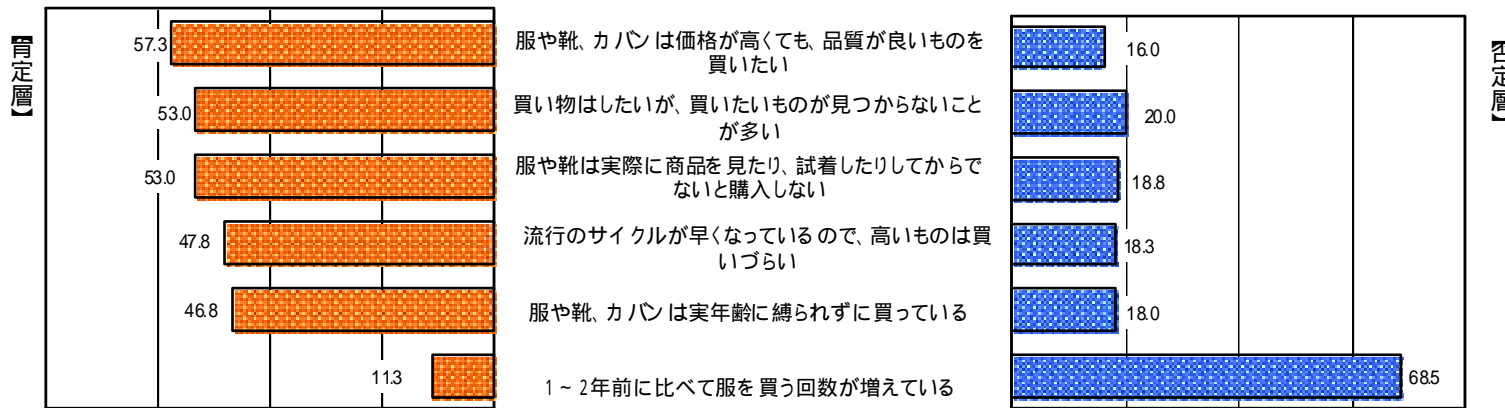 【肯定層】
【否定層】
57.3
服や靴、カバンは価格が高くても、品質が良いものを
買いたい
16.0
53.0
買い物はしたいが、買いたいものが見つからないこと
が多い
20.0
53.0
服や靴は実際に商品を見たり、試着したりしてからで
ないと購入しない
18.8
47.8
流行のサイクルが早くなっているので、高いものは買
いづらい
18.3
46.8
服や靴、カバンは実年齢に縛られずに買っている
18.0
11.3
1~2年前に比べて服を買う回数が増えている
68.5